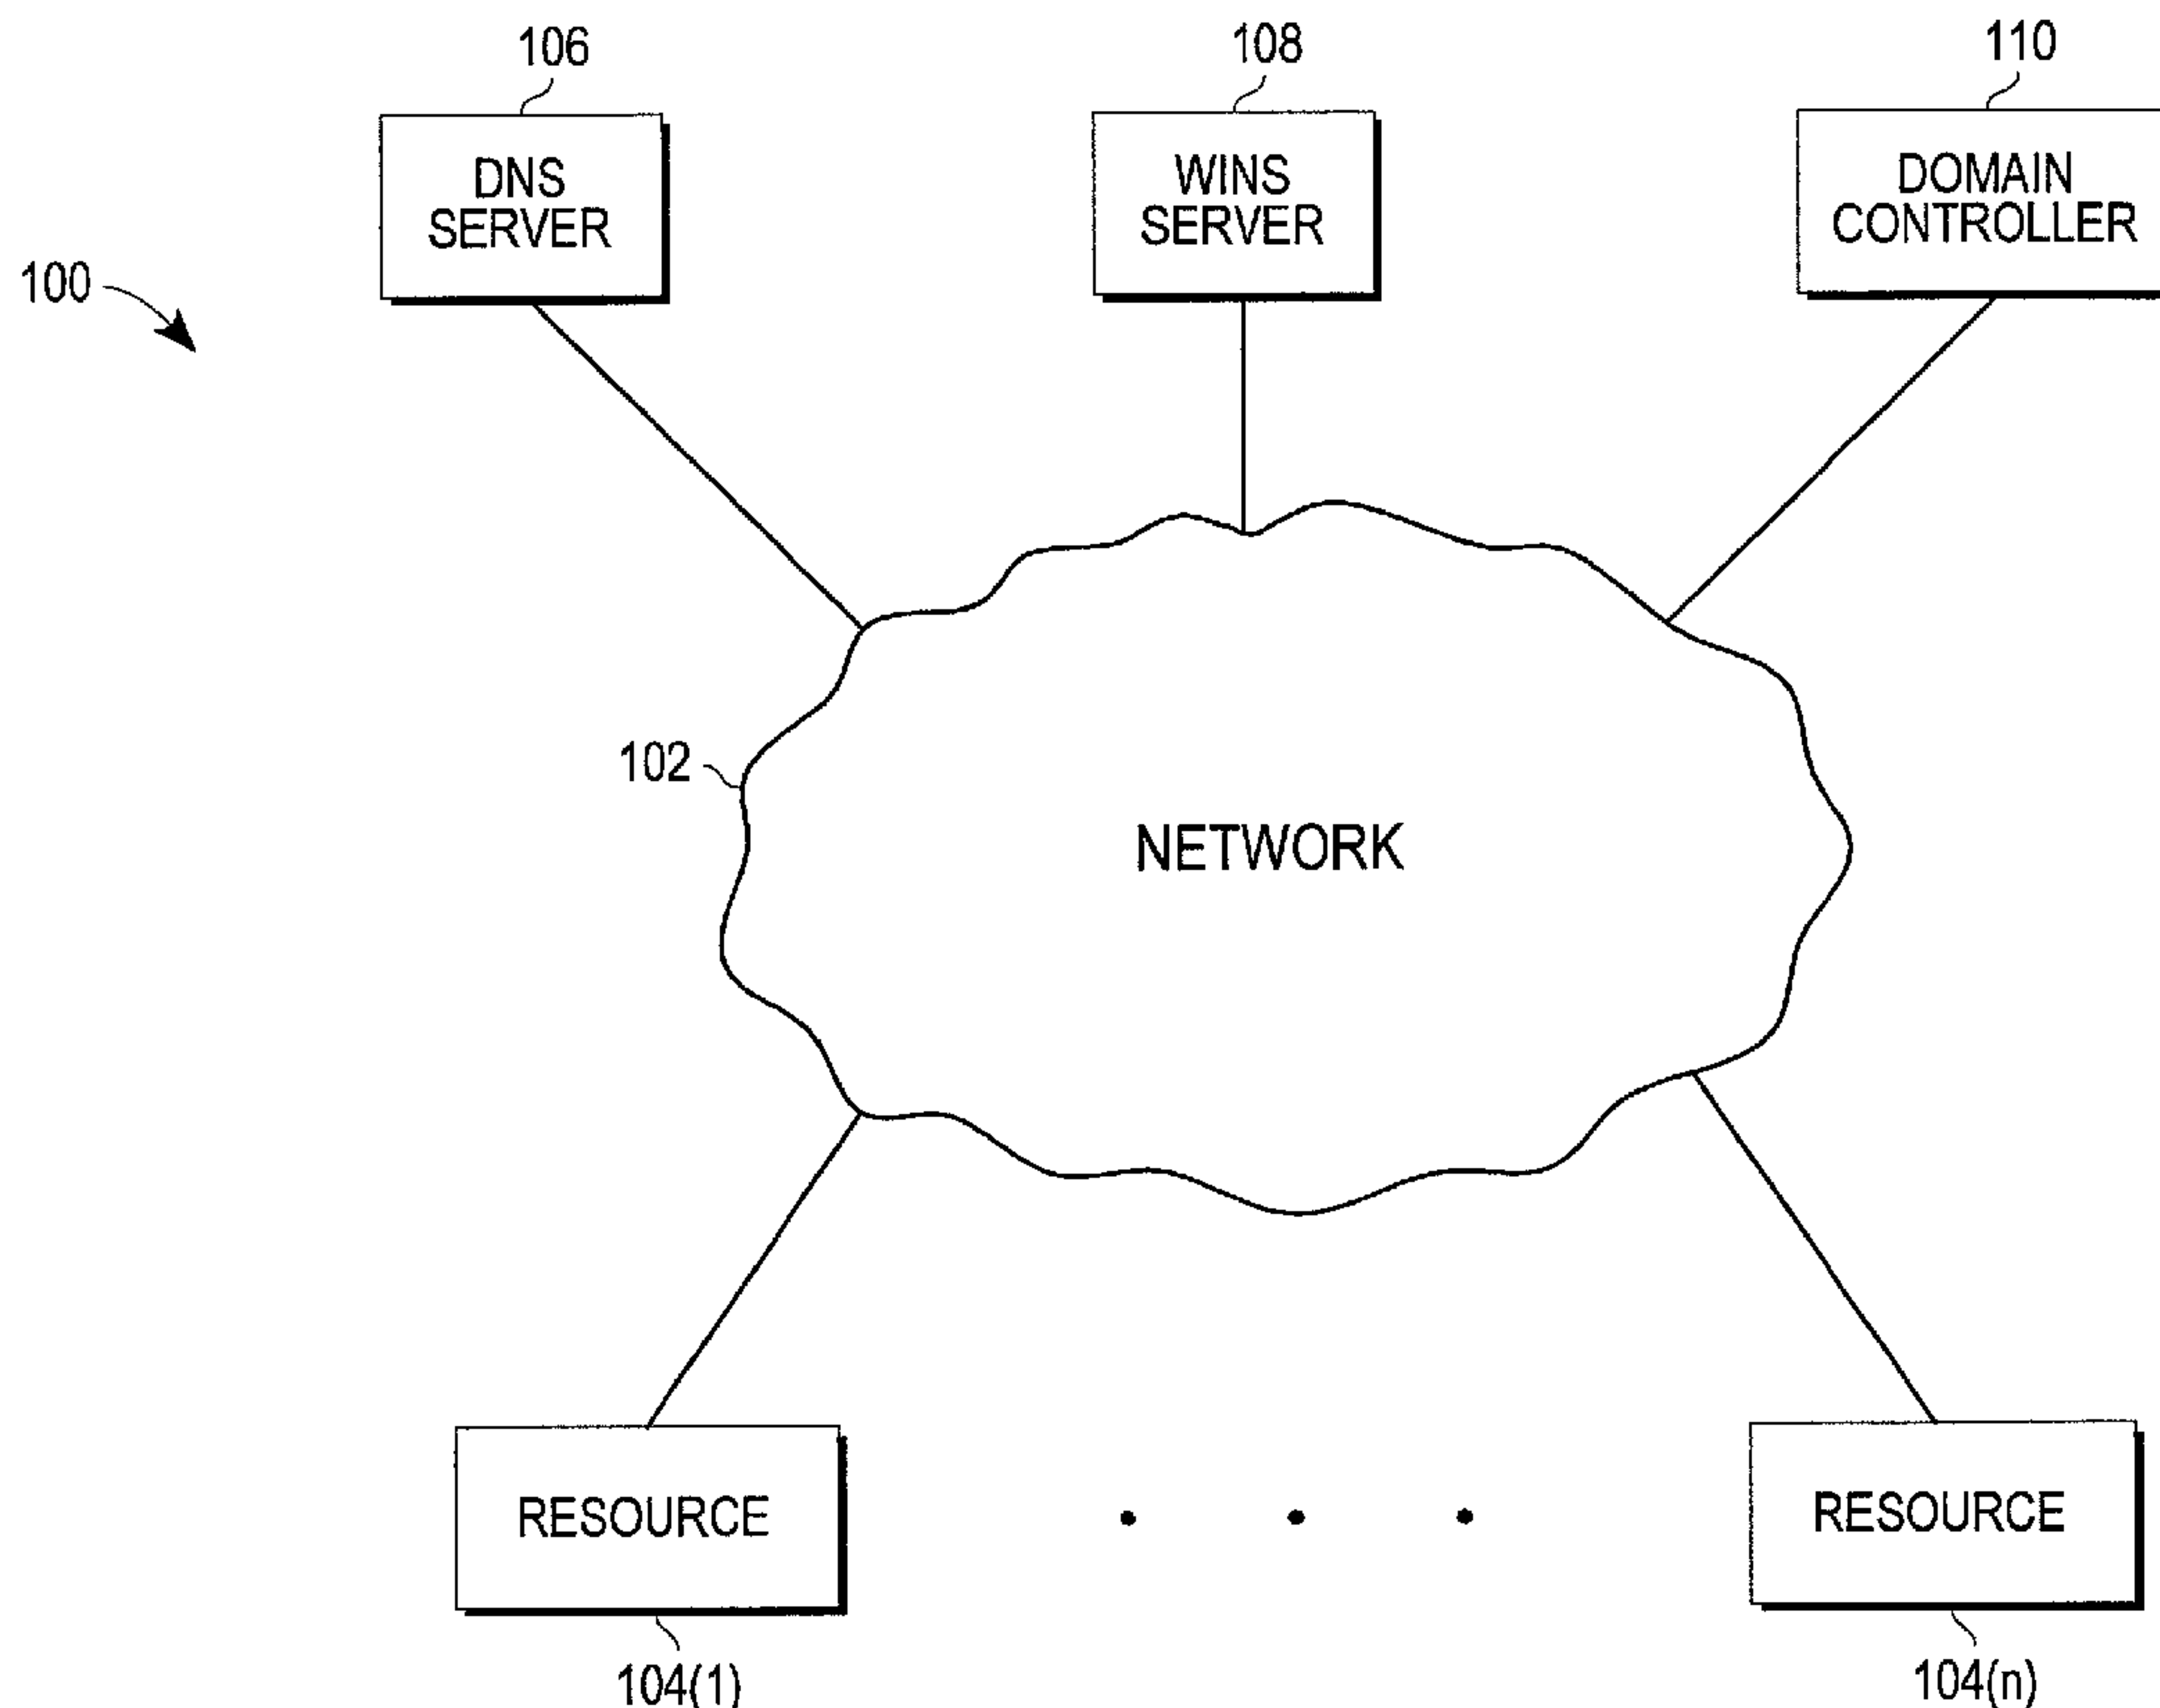 106
108
110
DNS
SERVER
WINS
SERVER
DOMAIN
CONTROLLER
100
102
NETWORK
RESOURCE
RESOURCE
104(1)
104(n)